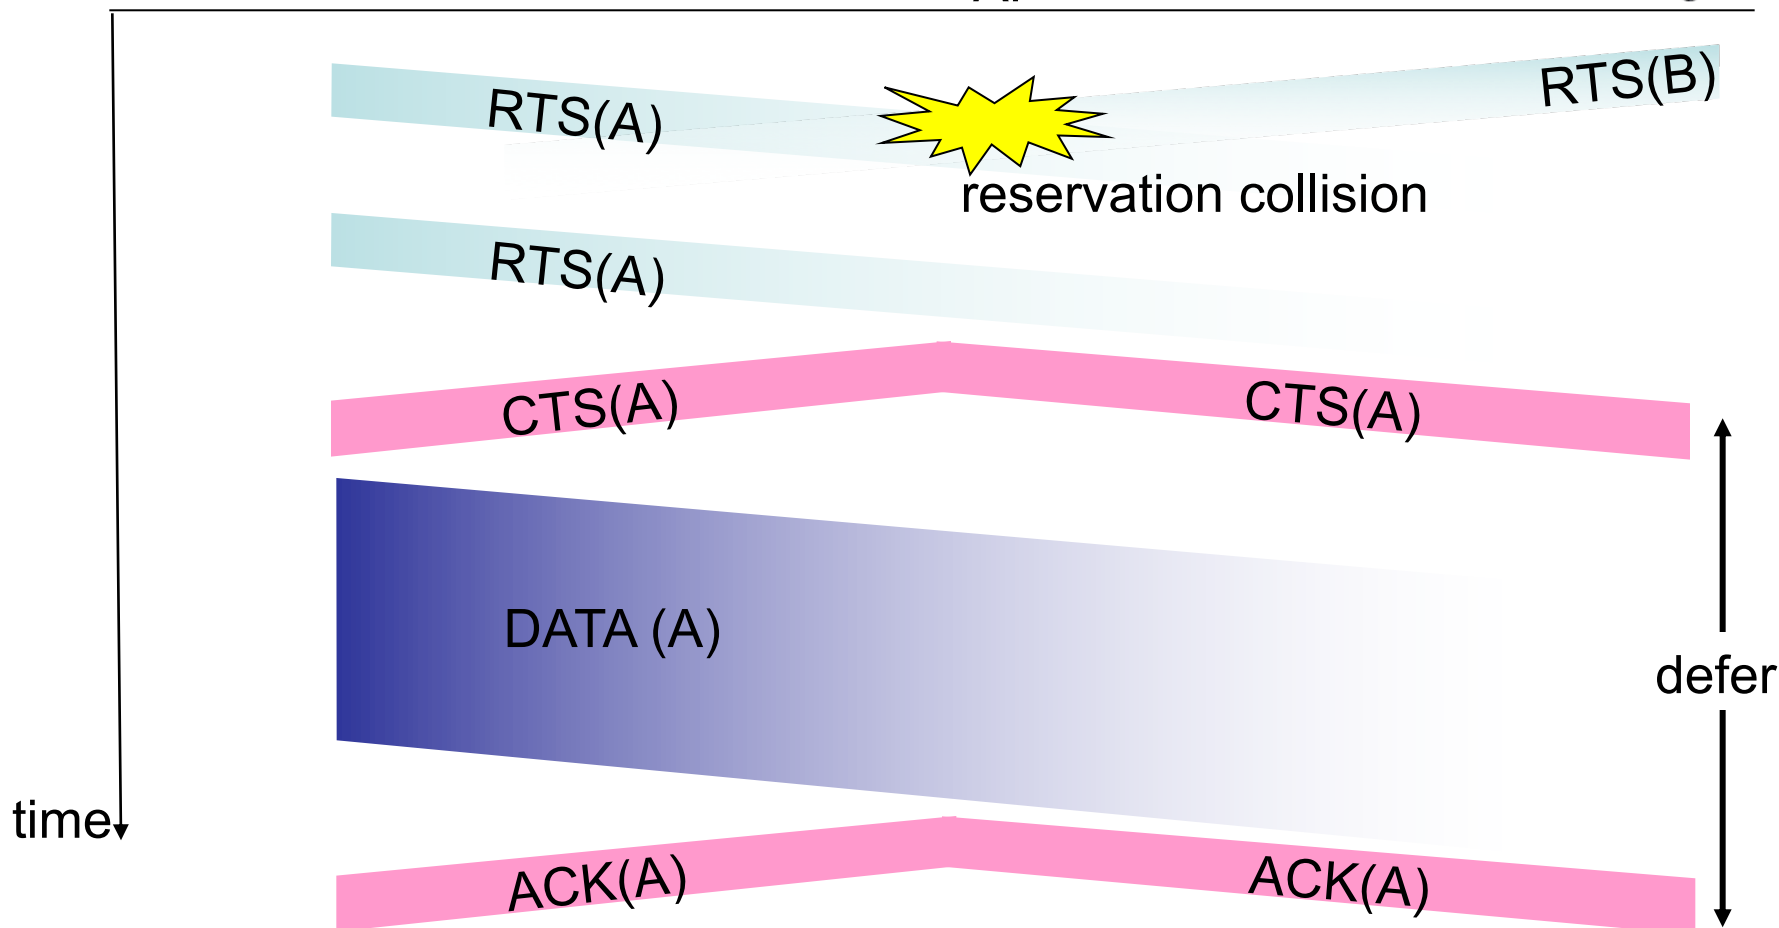 RTS(A)
RTS(B)
reservation collision
RTS(A)
CTS(A)
CTS(A)
DATA (A)
defer
time
ACK(A)
ACK(A)